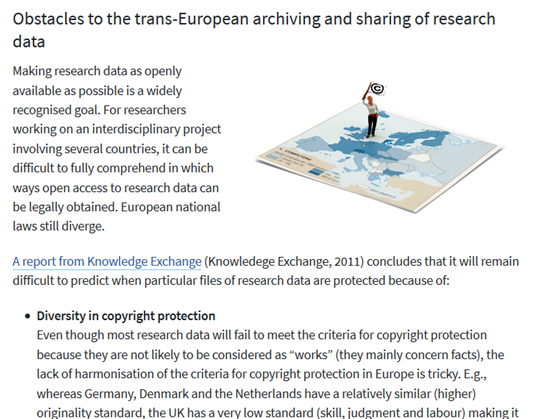 Obstacles to the trans-European archiving and sharing of research
data
Making research data as openly
available as possible is a widely
recognised goal. For researchers
working on an interdisciplinary project
involving several countries, it can be
difficult to fully comprehend in which
ways open access to research data can
be legally obtained. European national
laws still diverge.
©
A report from Knowledge Exchange (Knowledege Exchange, 2011) concludes that it will remain
difficult to predict when particular files of research data are protected because of:
• Diversity in copyright protection
Even though most research data will fail to meet the criteria for copyright protection
because they are not likely to be considered as “works” (they mainly concern facts), the
lack of harmonisation of the criteria for copyright protection in Europe is tricky. E.g.,
whereas Germany, Denmark and the Netherlands have a relatively similar (higher)
originality standard, the UK has a very low standard (skill, judgment and labour) making it